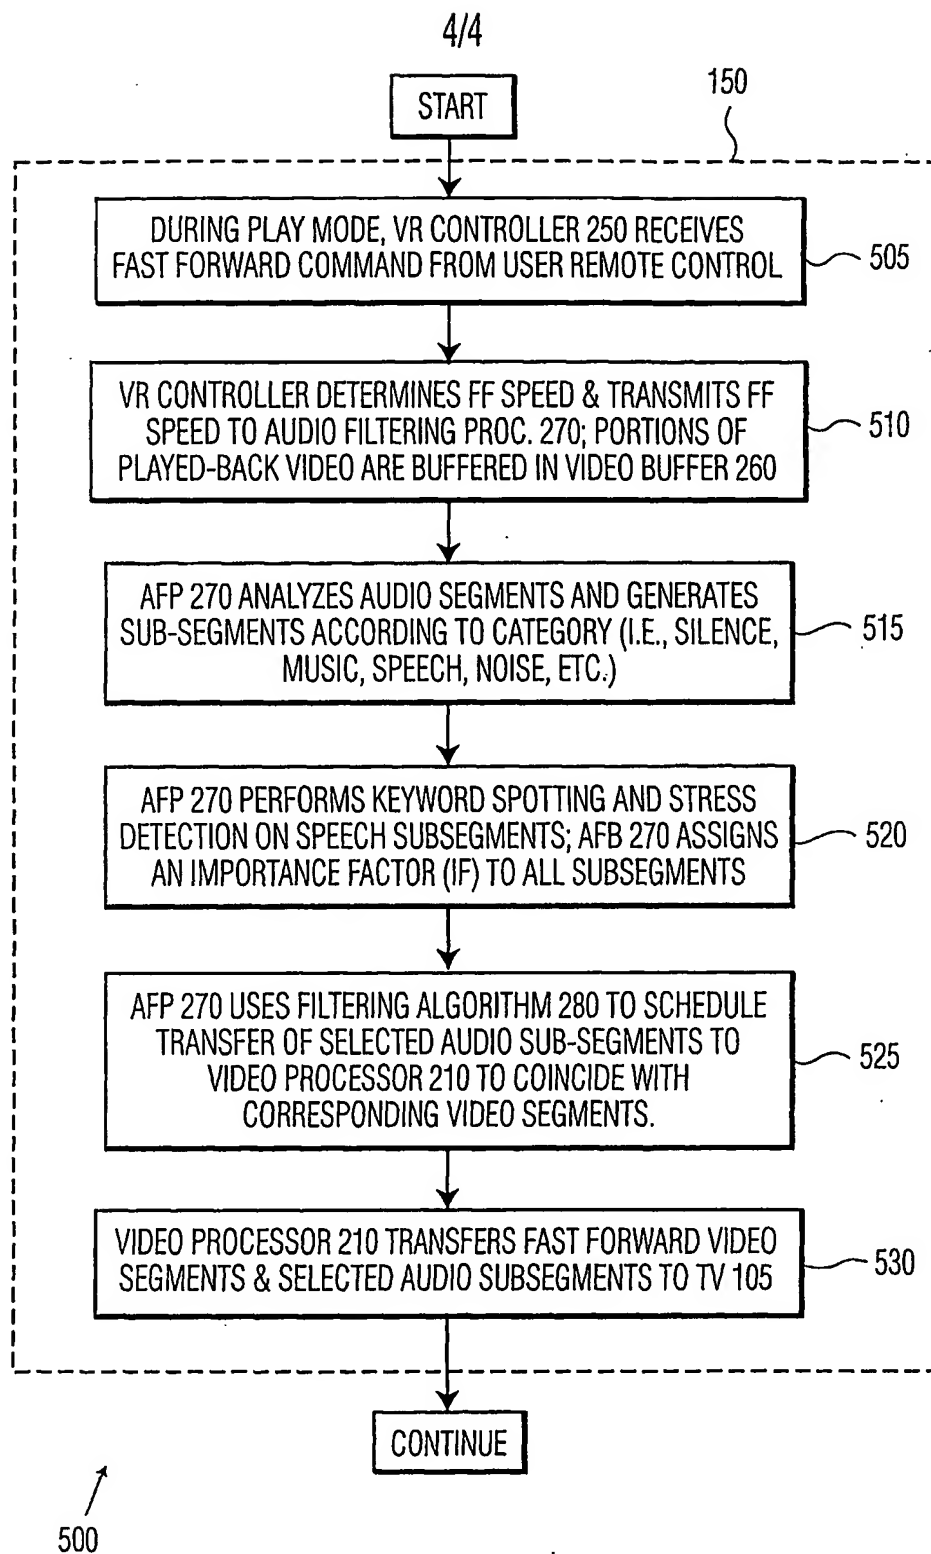 4/4
START
150
DURING PLAY MODE, VR CONTROLLER 250 RECEIVES
FAST FORWARD COMMAND FROM USER REMOTE CONTROL
505
VR CONTROLLER DETERMINES FF SPEED & TRANSMITS FF
SPEED TO AUDIO FILTERING PROC. 270; PORTIONS OF
PLAYED-BACK VIDEO ARE BUFFERED IN VIDEO BUFFER 260
510
AFP 270 ANALYZES AUDIO SEGMENTS AND GENERATES
SUB-SEGMENTS ACCORDING TO CATEGORY (I.E., SILENCE,
MUSIC, SPEECH, NOISE, ETC.)
515
AFP 270 PERFORMS KEYWORD SPOTTING AND STRESS
DETECTION ON SPEECH SUBSEGMENTS; AFB 270 ASSIGNS
AN IMPORTANCE FACTOR (IF) TO ALL SUBSEGMENTS
520
AFP 270 USES FILTERING ALGORITHM 280 TO SCHEDULE
TRANSFER OF SELECTED AUDIO SUB-SEGMENTS TO
VIDEO PROCESSOR 210 TO COINCIDE WITH
CORRESPONDING VIDEO SEGMENTS.
525
VIDEO PROCESSOR 210 TRANSFERS FAST FORWARD VIDEO
SEGMENTS & SELECTED AUDIO SUBSEGMENTS TO TV 105
530
CONTINUE
500